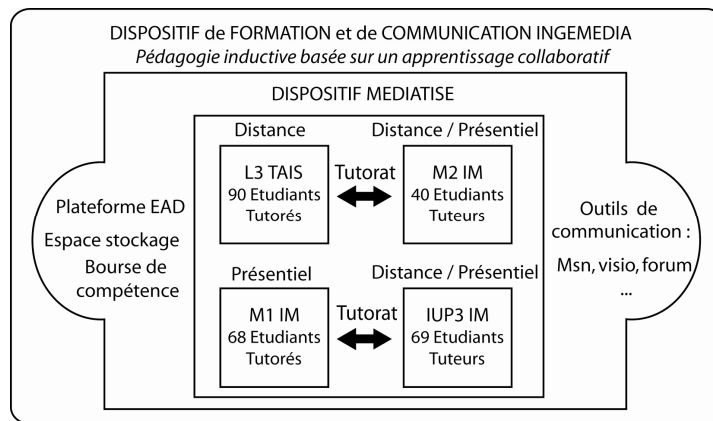 DISPOSITIF de FORMATION et de COMMUNICATION INGEMEDIA
Pédagogie inductive basée sur un apprentissage collaboratif
DISPOSITIF MEDIATISE
Distance
Distance / Présentiel
L3 TAIS
90 Etudiants
Tutorés
Tutorat
M2 IM
40 Etudiants
Tuteurs
Plateforme EAD
Espace stockage
Bourse de
compétence
Outils de
communication :
Msn, visio, forum
...
Présentiel
Distance / Présentiel
M1 IM
68 Etudiants
Tutorés
Tutorat
IUP3 IM
69 Etudiants
Tuteurs